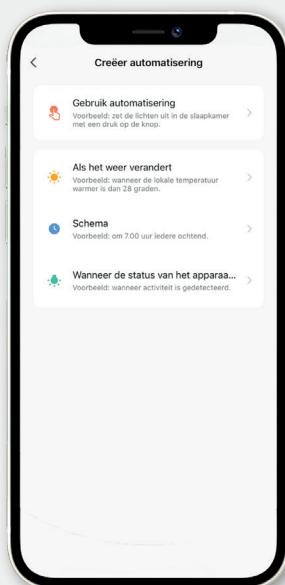 Creëer automatisering
Gebruik automatisering
Voorbeeld: zet de lichten uit in de slaapkamer
met een druk op de knop.
Als het weer verandert
Voorbeeld: wanneer de lokale temperatuur
warmer is dan 28 graden.
Schema
Voorbeeld: om 7.00 uur iedere ochtend.
Wanneer de status van het apparaa...
Voorbeeld: wanneer activiteit is gedetecteerd.